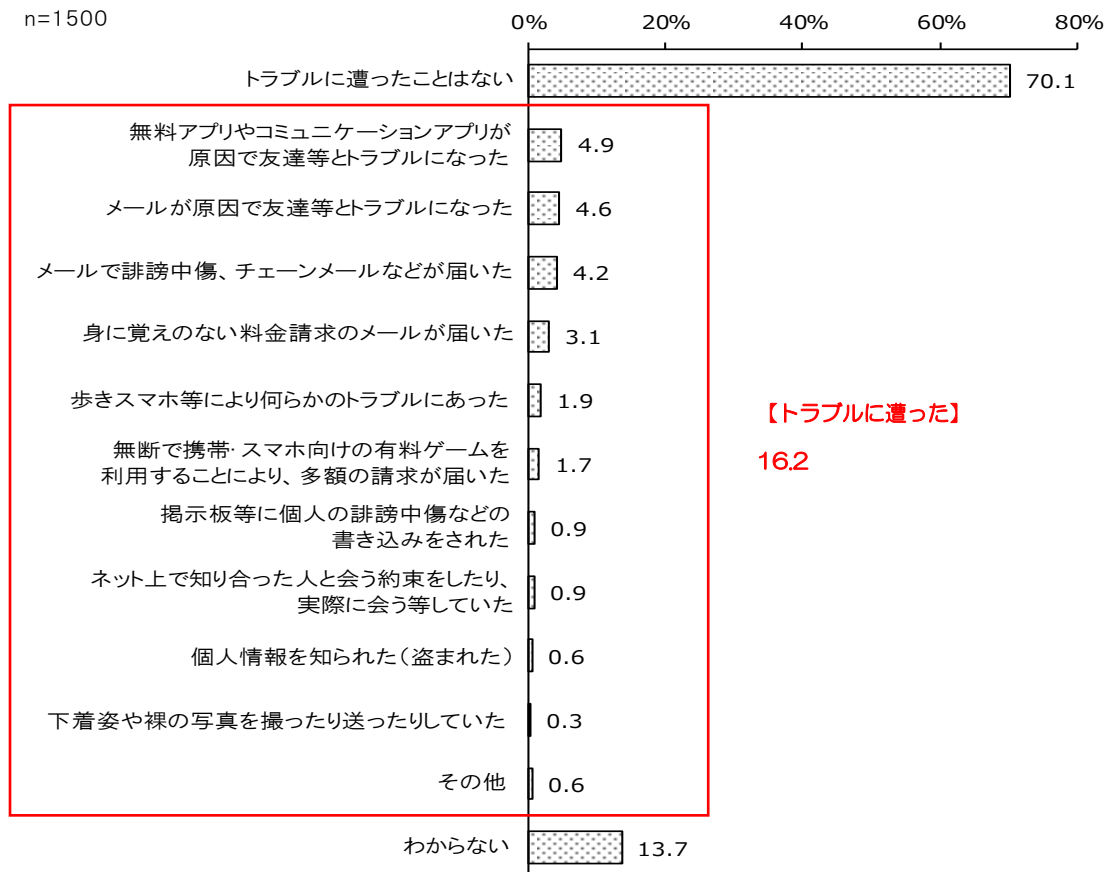 n=1500
0% 20% 40% 60% 80%
トラブルに遭ったことはない 70.1
無料アプリやコミュニケーションアプリが
原因で友達等とトラブルになった 4.9
メールが原因で友達等とトラブルになった 4.6
メールで誹謗中傷、チェーンメールなどが届いた 4.2
身に覚えのない料金請求のメールが届いた 3.1
歩きスマホ等により何らかのトラブルにあった 1.9
【トラブルに遭った】
16.2
無断で携帯・スマホ向けの有料ゲームを
利用することにより、多額の請求が届いた 1.7
掲示板等に個人の誹謗中傷などの
書き込みをされた 0.9
ネット上で知り合った人と会う約束をしたり、
実際に会う等していた 0.9
個人情報を知られた（盗まれた） 0.6
下着姿や裸の写真を撮ったり送ったりしていた 0.3
その他 0.6
わからない 13.7